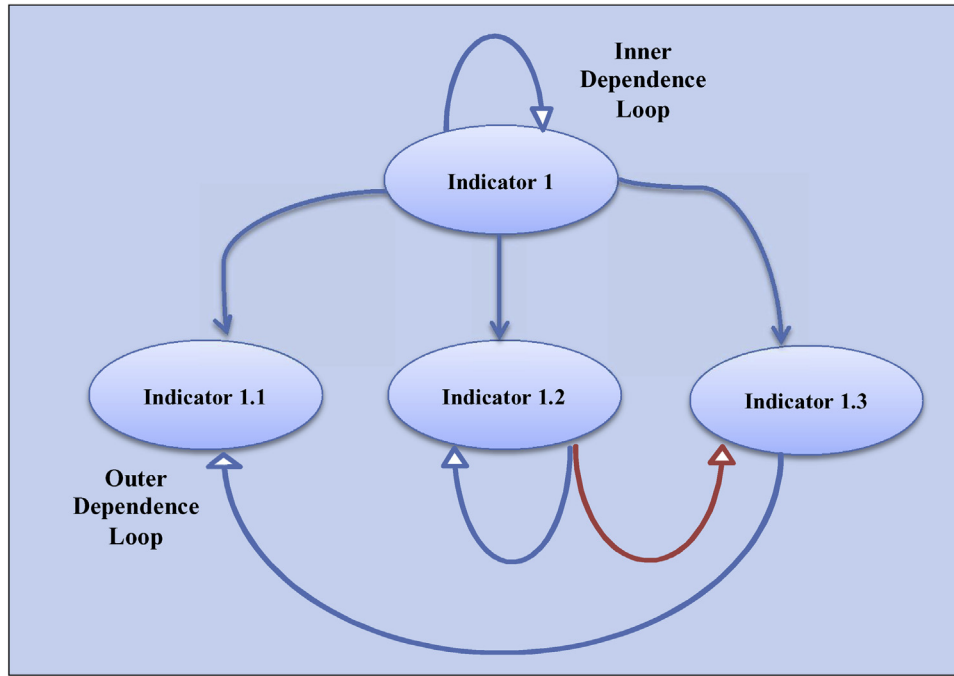 Inner
Dependence
Loop
Indicator 1
Indicator 1.1
Indicator 1.2
Indicator 1.3
Outer
Dependence
Loop